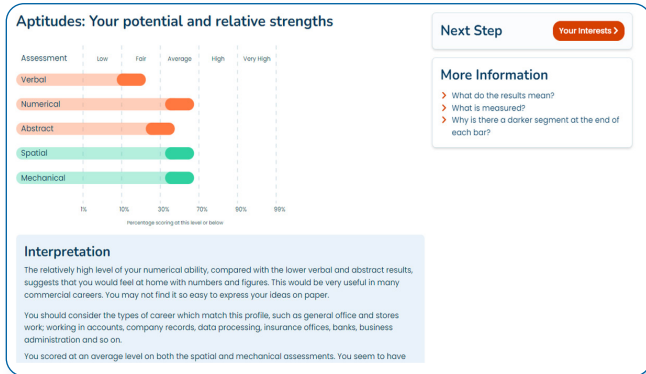 Aptitudes: Your potential and relative strengths
Assessment Low Fair Average High Very High
Verbal
Numerical
Abstract
Spatial
Mechanical
1% 10% 30% 70% 90% 99%
Percentage scoring at this level or below
Interpretation
The relatively high level of your numerical ability, compared with the lower verbal and abstract results,
suggests that you would feel at home with numbers and figures. This would be very useful in many
commercial careers. You may not find it so easy to express your ideas on paper.
You should consider the types of career which match this profile, such as general office and stores
work; working in accounts, company records, data processing, insurance offices, banks, business
administration and so on.
You scored at an average level on both the spatial and mechanical assessments. You seem to have
Next Step
Your Interests
More Information
What do the results mean?
What is measured?
Why is there a darker segment at the end of
each bar?